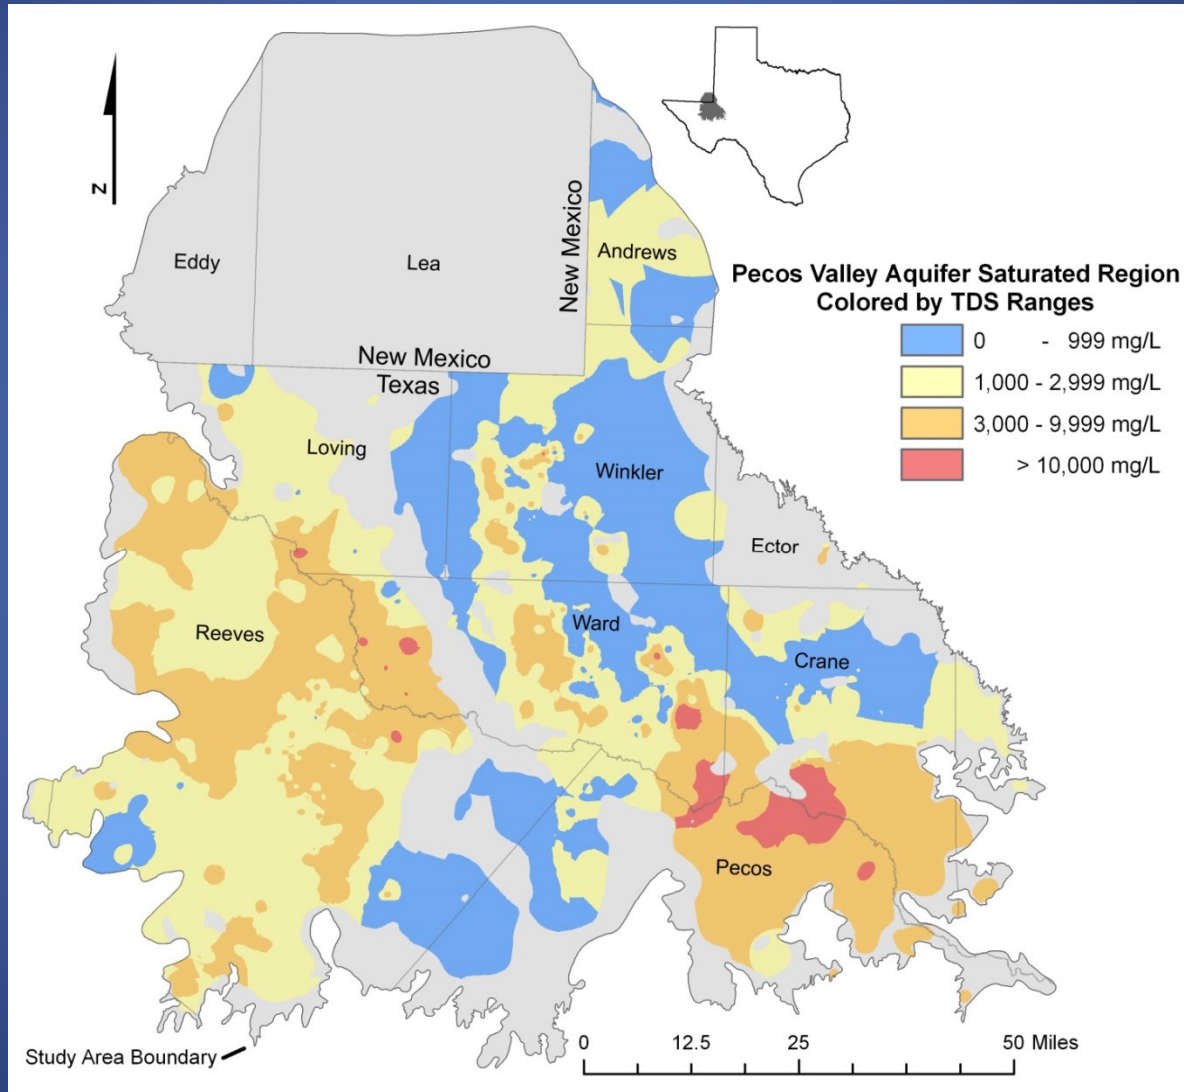 N
New Mexico
Eddy
Lea
Andrews
Pecos Valley Aquifer Saturated Region
Colored by TDS Ranges
0 - 999 mg/L
1,000 - 2,999 mg/L
3,000 - 9,999 mg/L
> 10,000 mg/L
New Mexico
Texas
Loving
Winkler
Ector
Reeves
Ward
Crane
Pecos
Study Area Boundary
0 12.5 25 50 Miles